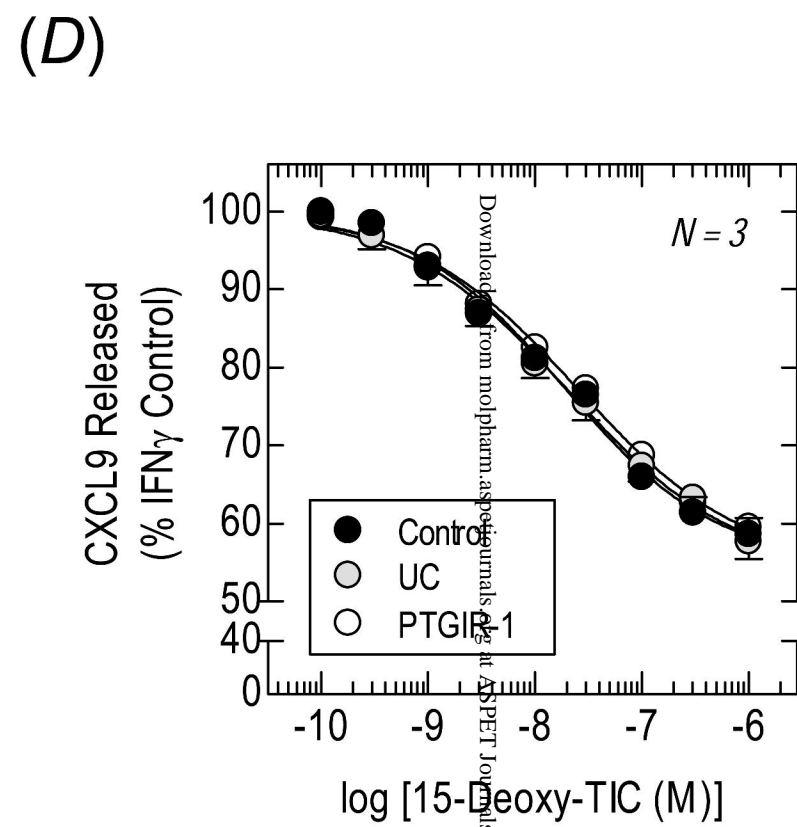 (D)
N = 3
CXCL9 Released
(% IFNγ Control)
100
90
80
70
60
50
40
0
Control
UC
PTGIR-1
-10 -9 -8 -7 -6
log [15-Deoxy-TIC (M)]
Downloaded from molpharm.aspetjournals.org at ASPET Journals